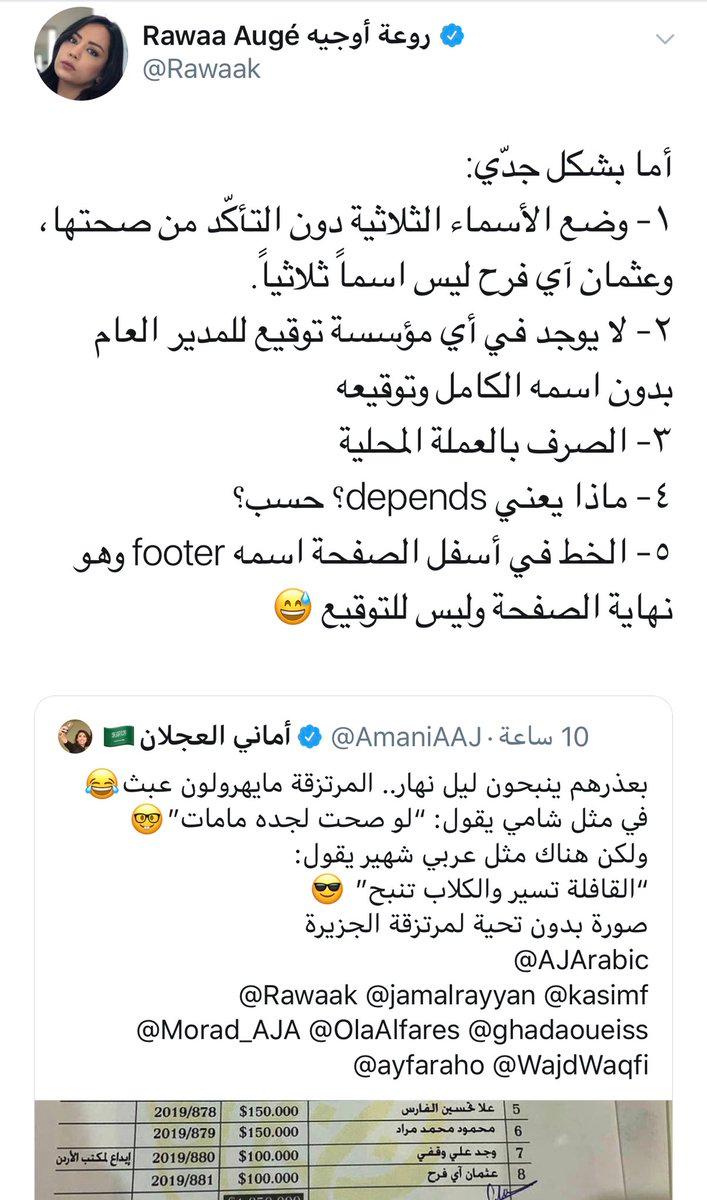 Rawaa Augé روعة أوجيه
@Rawaak
أما بشكل جدّي:
١- وضع الأسماء الثلاثية دون التأكّد من صحتها،
وعثمان آي فرح ليس اسماً ثلاثياً.
٢- لا يوجد في أي مؤسسة توقيع للمدير العام
بدون اسمه الكامل وتوقيعه
٣- الصرف بالعملة المحلية
٤- ماذا يعني depends؟ حسب؟
٥- الخط في أسفل الصفحة اسمه footer وهو
نهاية الصفحة وليس للتوقيع 😅
أماني العجلان🇸🇦 @AmaniAAJ · 10 ساعة
بعذرهم ينبحون ليل نهار.. المرتزقة مايهرولون عبث😂
في مثل شامي يقول: “لو صحت لجده مامات”🤓
ولكن هناك مثل عربي شهير يقول:
“القافلة تسير والكلاب تنبح” 😎
صورة بدون تحية لمرتزقة الجزيرة
@AJArabic
@Rawaak @jamalrayyan @kasimf
@Morad_AJA @OlaAlfares @ghadaoueiss
@ayfaraho @WajdWaqfi
5 علا تحسين الفارس $150.000 2019/878
6 محمود محمد مراد $150.000 2019/879
7 وجد علي وقفي $100.000 2019/880 إيداع لمكتب الأردن
8 عثمان آي فرح $100.000 2019/881